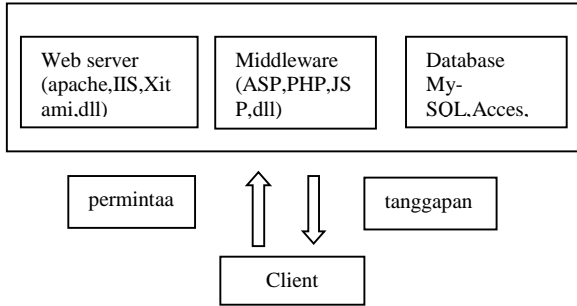 Web server
(apache,IIS,Xit
ami,dll)
Middleware
(ASP,PHP,JS
P,dll)
Database
My-
SQL,Acces,
permintaa
tanggapan
Client